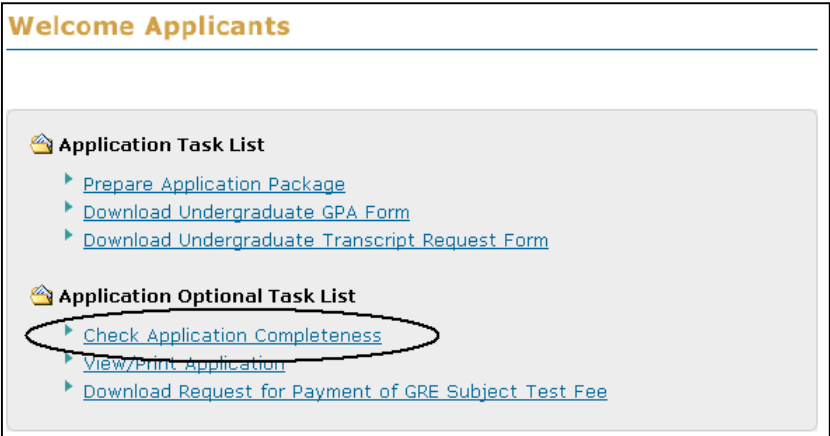 Welcome Applicants
Application Task List
Prepare Application Package
Download Undergraduate GPA Form
Download Undergraduate Transcript Request Form
Application Optional Task List
Check Application Completeness
View/Print Application
Download Request for Payment of GRE Subject Test Fee